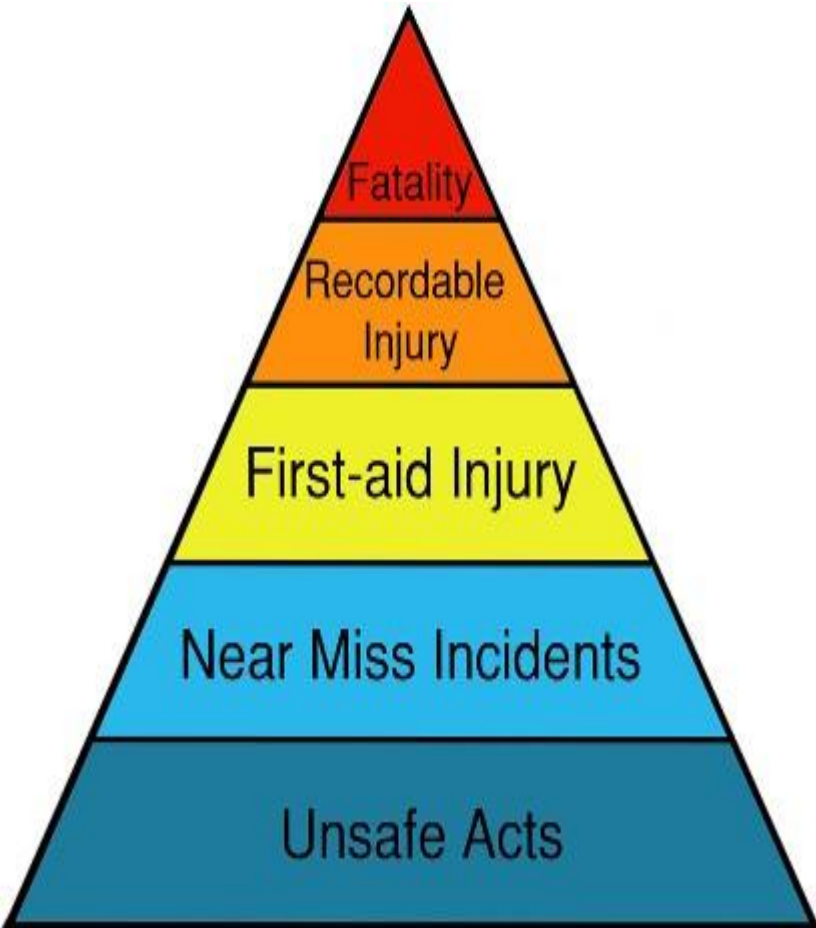 Fatality
Recordable
Injury
First-aid Injury
Near Miss Incidents
Unsafe Acts